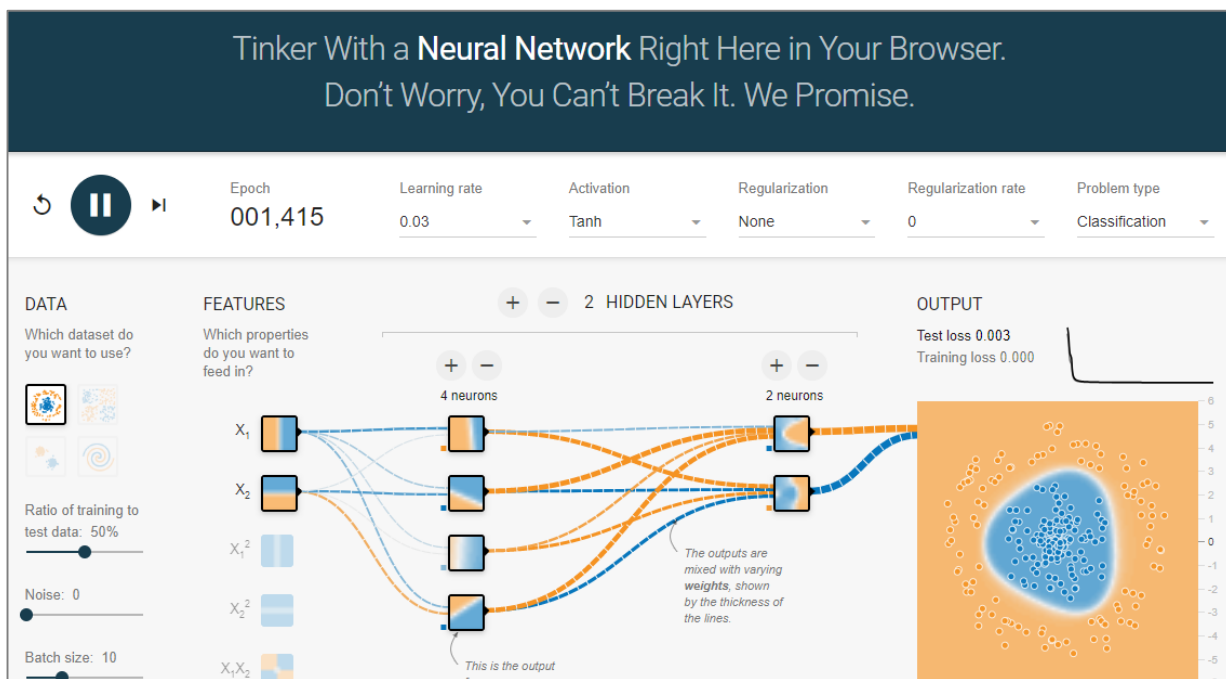 Tinker With a Neural Network Right Here in Your Browser.
Don't Worry, You Can't Break It. We Promise.
Epoch
001,415
Learning rate
0.03
Activation
Tanh
Regularization
None
Regularization rate
0
Problem type
Classification
DATA
Which dataset do
you want to use?
Ratio of training to
test data: 50%
Noise: 0
Batch size: 10
FEATURES
Which properties
do you want to
feed in?
X₁
X₂
X₁²
X₂²
X₁X₂
+ − 2 HIDDEN LAYERS
+ −
4 neurons
+ −
2 neurons
The outputs are
mixed with varying
weights, shown
by the thickness of
the lines.
This is the output
OUTPUT
Test loss 0.003
Training loss 0.000
6
5
4
3
2
1
0
-1
-2
-3
-4
-5